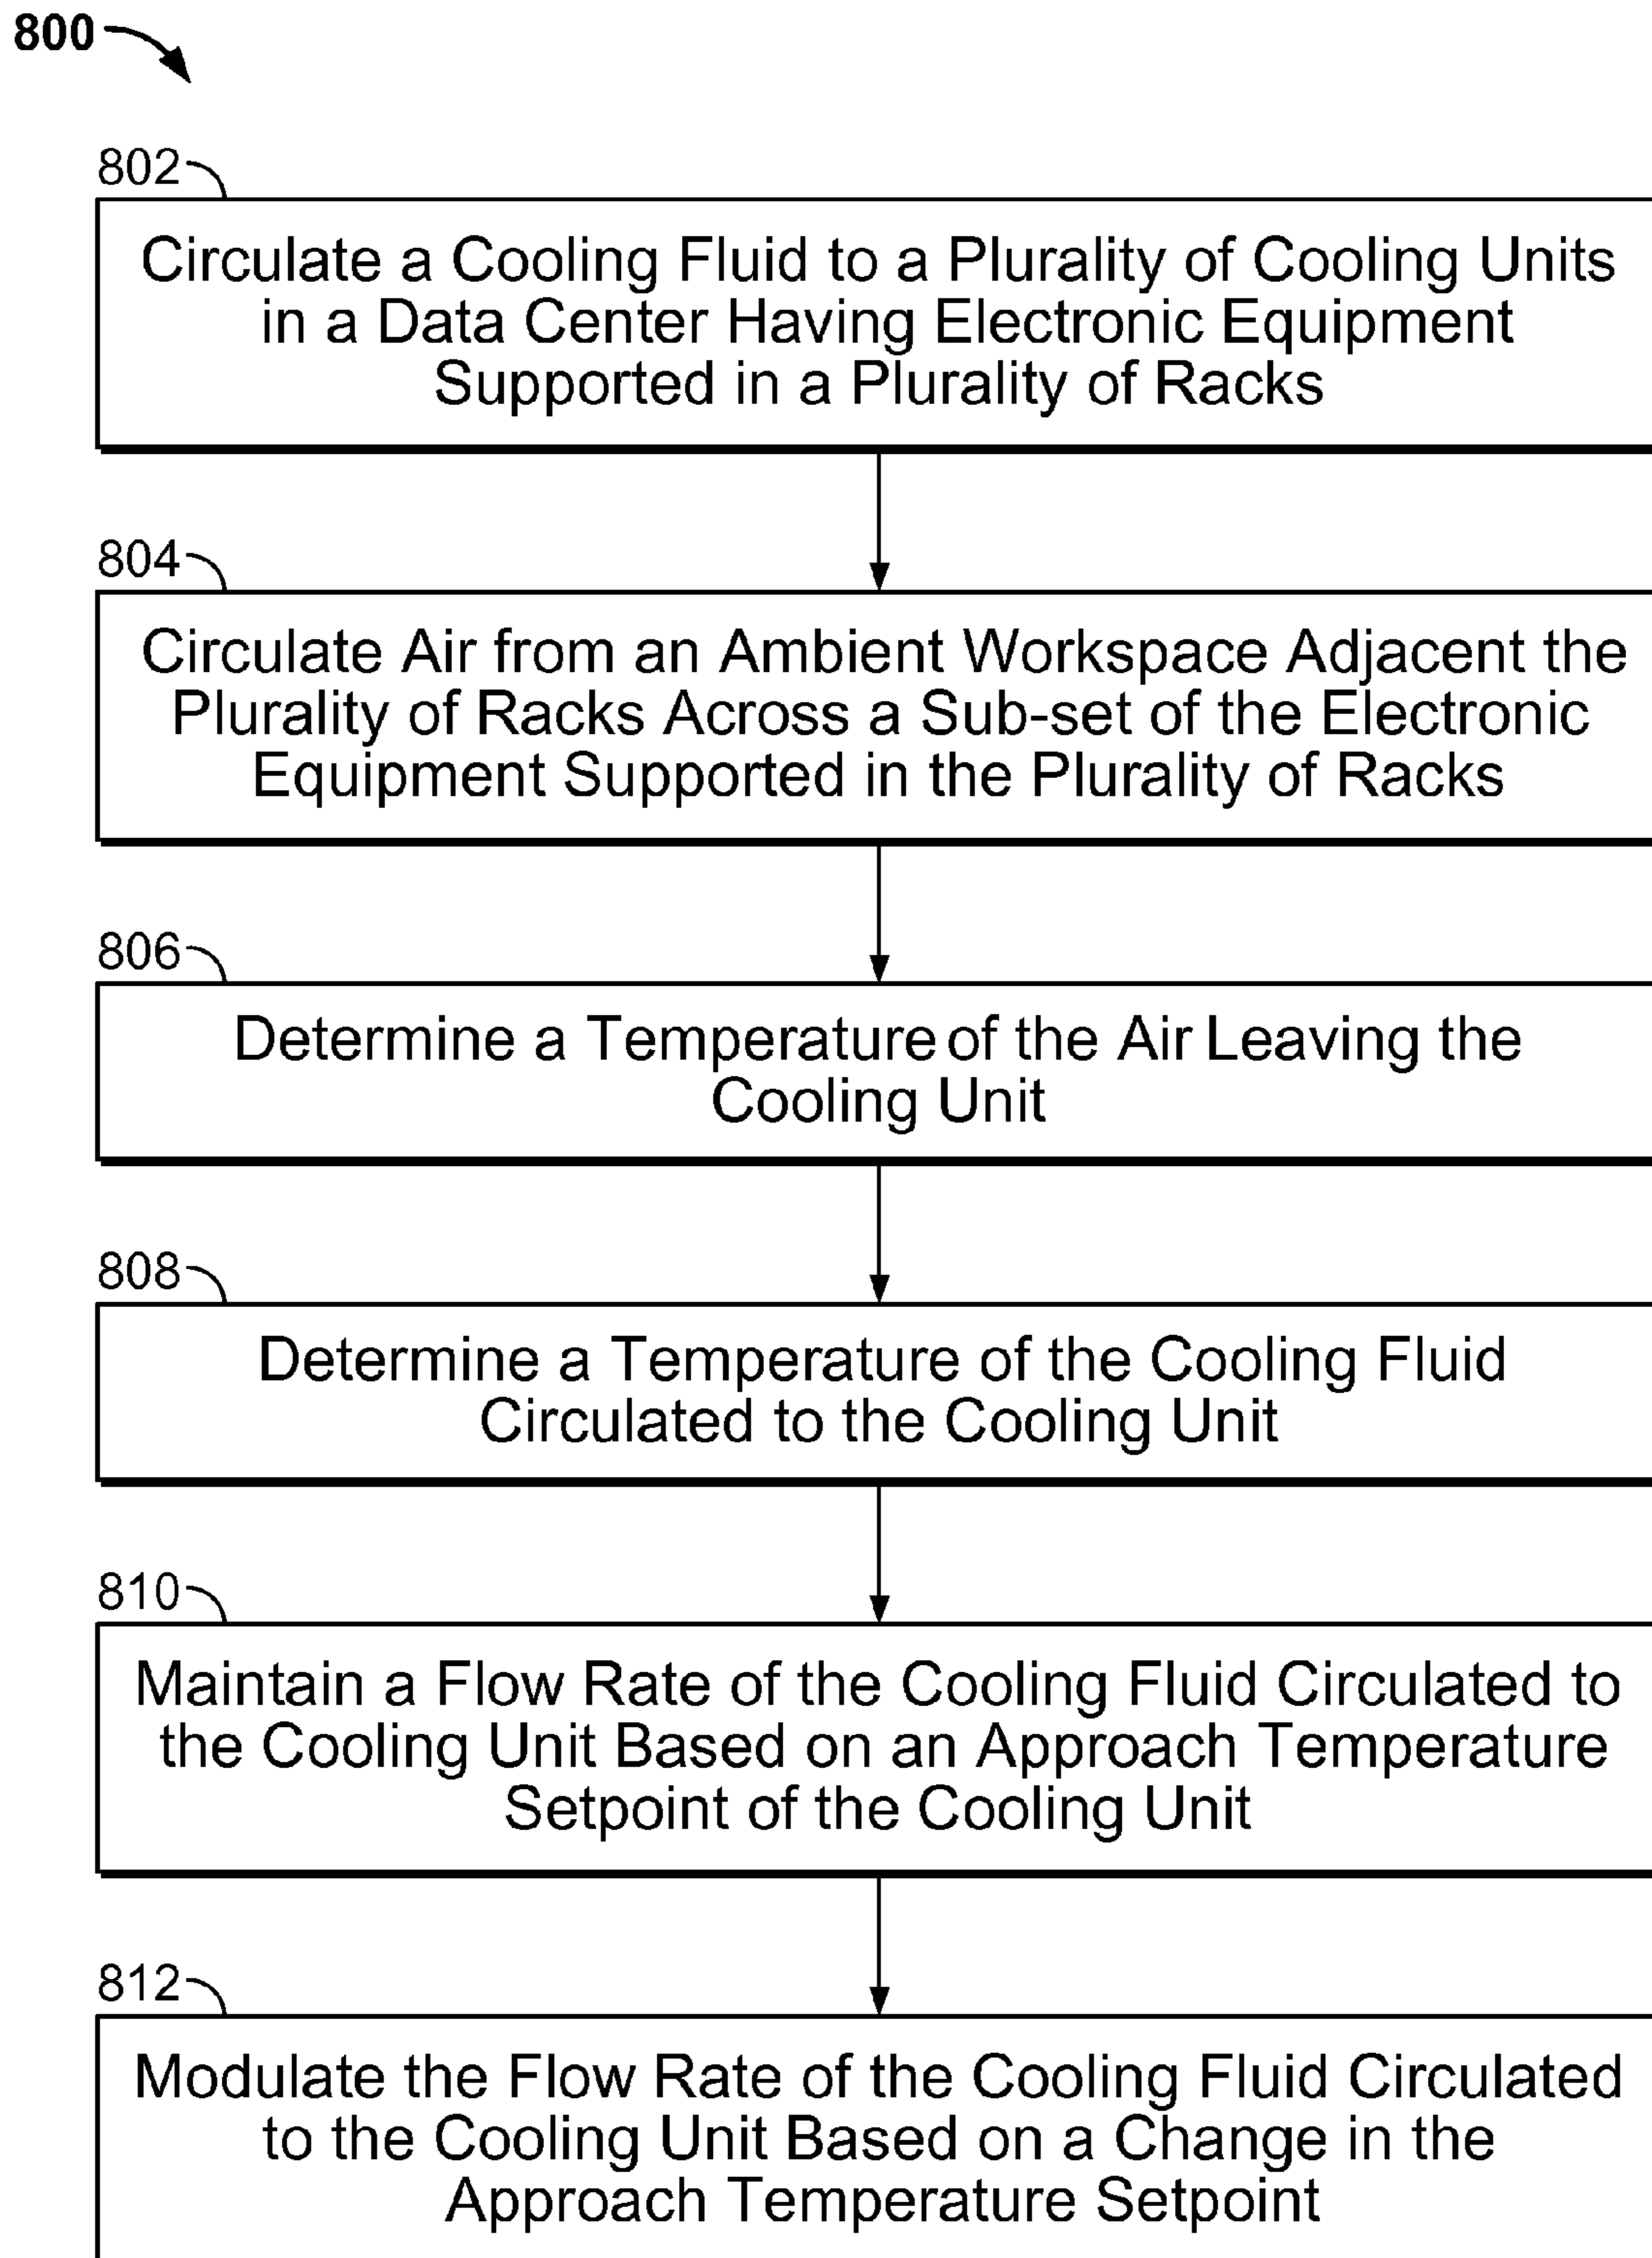 800
802
Circulate a Cooling Fluid to a Plurality of Cooling Units
in a Data Center Having Electronic Equipment
Supported in a Plurality of Racks
804
Circulate Air from an Ambient Workspace Adjacent the
Plurality of Racks Across a Sub-set of the Electronic
Equipment Supported in the Plurality of Racks
806
Determine a Temperature of the Air Leaving the
Cooling Unit
808
Determine a Temperature of the Cooling Fluid
Circulated to the Cooling Unit
810
Maintain a Flow Rate of the Cooling Fluid Circulated to
the Cooling Unit Based on an Approach Temperature
Setpoint of the Cooling Unit
812
Modulate the Flow Rate of the Cooling Fluid Circulated
to the Cooling Unit Based on a Change in the
Approach Temperature Setpoint